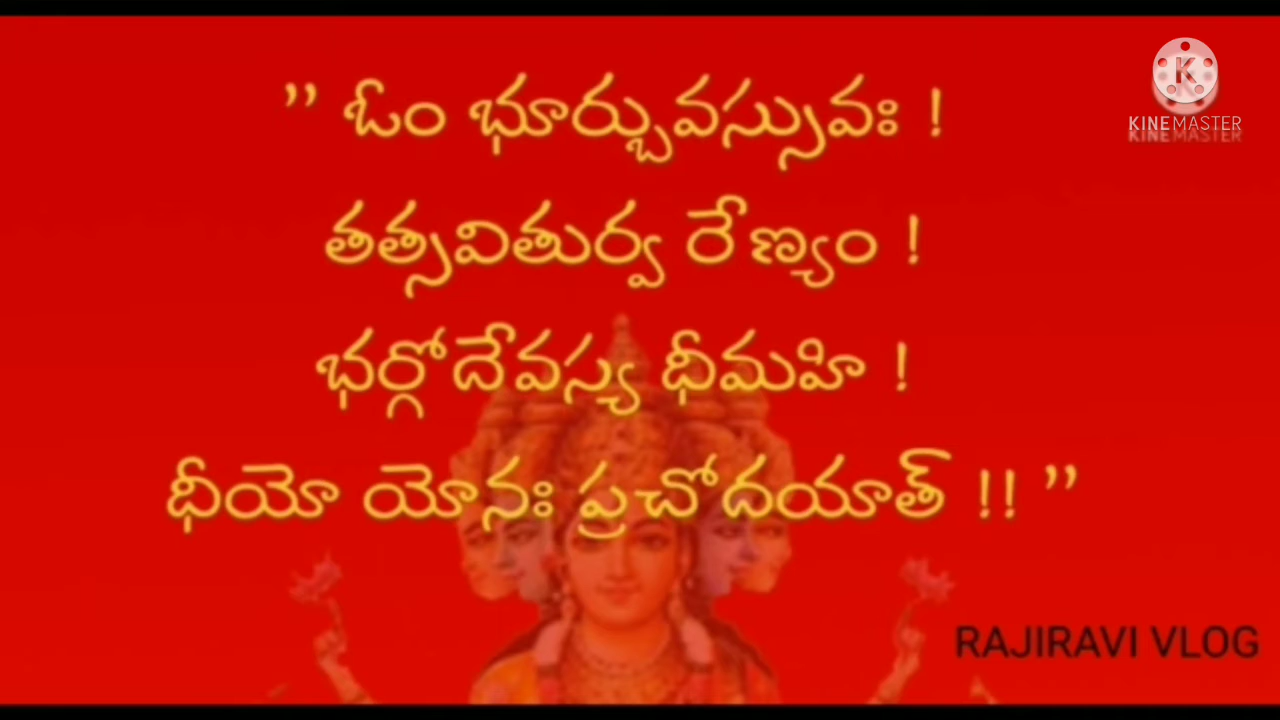 ” ఓం భూర్భువస్సువః !
తత్సవితుర్వ రేణ్యం !
భర్గోదేవస్య ధీమహి !
ధీయో యోనః ప్రచోదయాత్ !! ”
K
KINEMASTER
RAJIRAVI VLOG